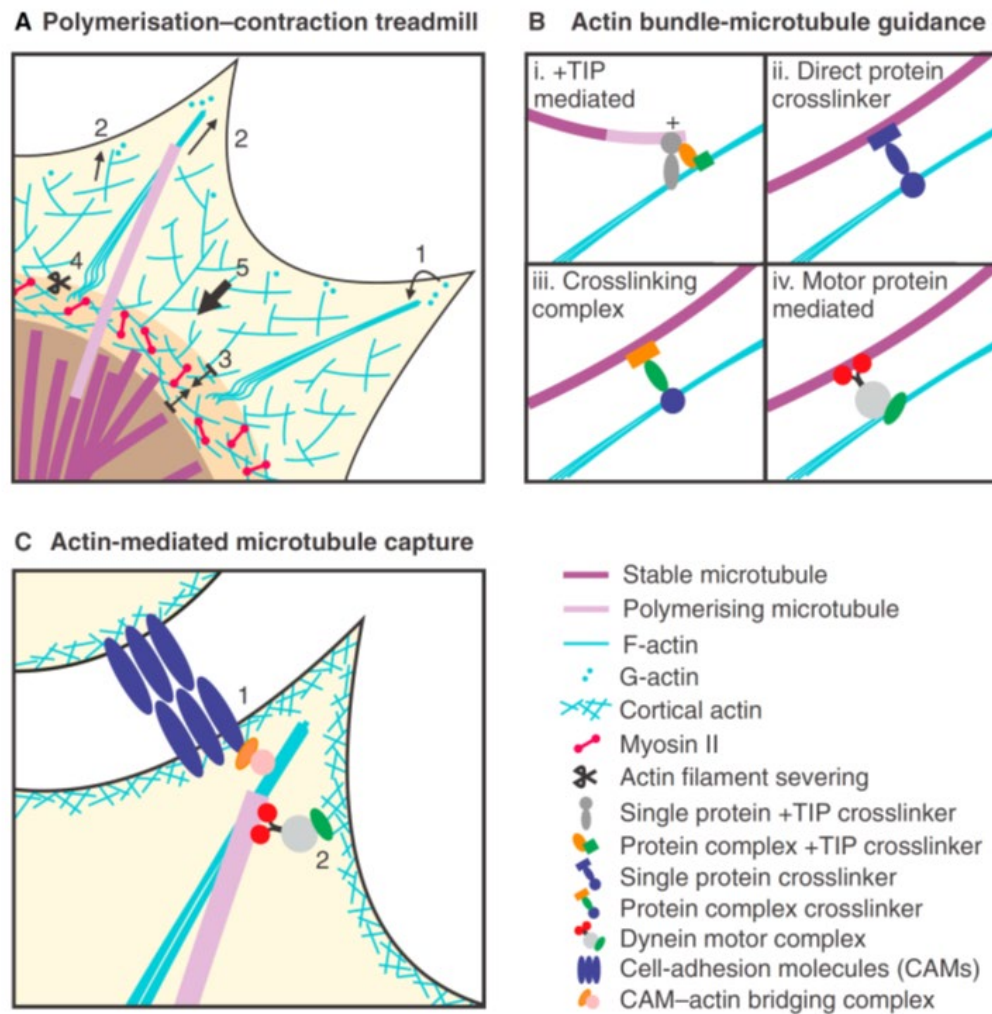 A Polymerisation–contraction treadmill
2
2
4
5
1
3
B Actin bundle-microtubule guidance
i. +TIP
mediated
+
ii. Direct protein
crosslinker
iii. Crosslinking
complex
iv. Motor protein
mediated
C Actin-mediated microtubule capture
1
2
Stable microtubule
Polymerising microtubule
F-actin
G-actin
Cortical actin
Myosin II
Actin filament severing
Single protein +TIP crosslinker
Protein complex +TIP crosslinker
Single protein crosslinker
Protein complex crosslinker
Dynein motor complex
Cell-adhesion molecules (CAMs)
CAM–actin bridging complex